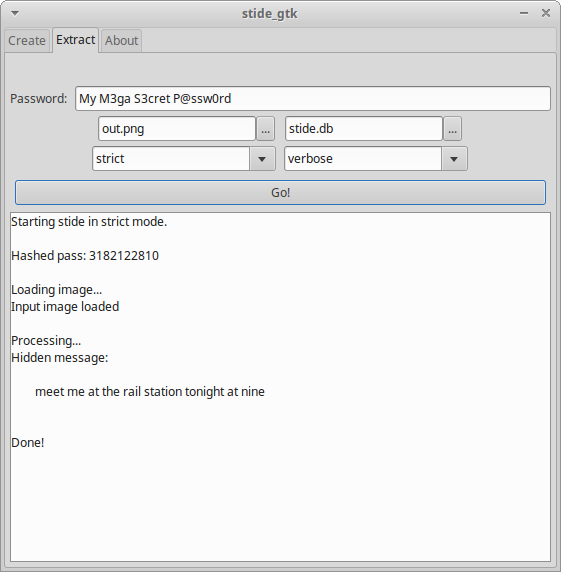 stide_gtk
Create Extract About
Password: My M3ga S3cret P@ssw0rd
out.png ... stide.db ...
strict verbose
Go!
Starting stide in strict mode.
Hashed pass: 3182122810
Loading image...
Input image loaded
Processing...
Hidden message:
meet me at the rail station tonight at nine
Done!